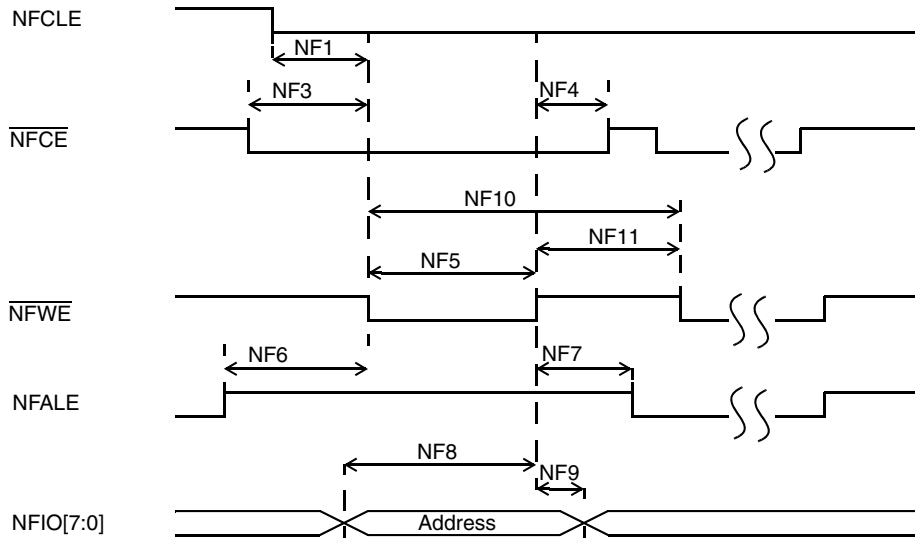 NFCLE
NF1
NF3
NF4
NFCE
NF10
NF11
NF5
NFWE
NF6
NF7
NFALE
NF8
NF9
NFIO[7:0]
Address